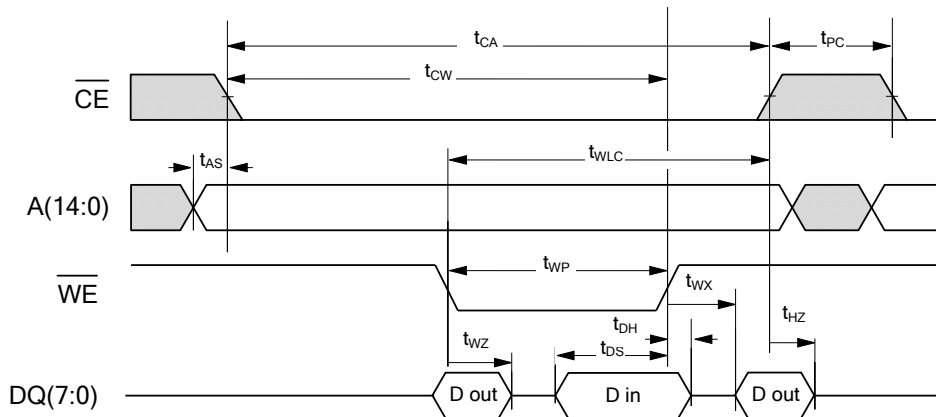 tCA
tPC
tCW
CE
tAS
tWLC
A(14:0)
tWP
WE
tWX
tDH
tHZ
tWZ
tDS
DQ(7:0)
D out
D in
D out